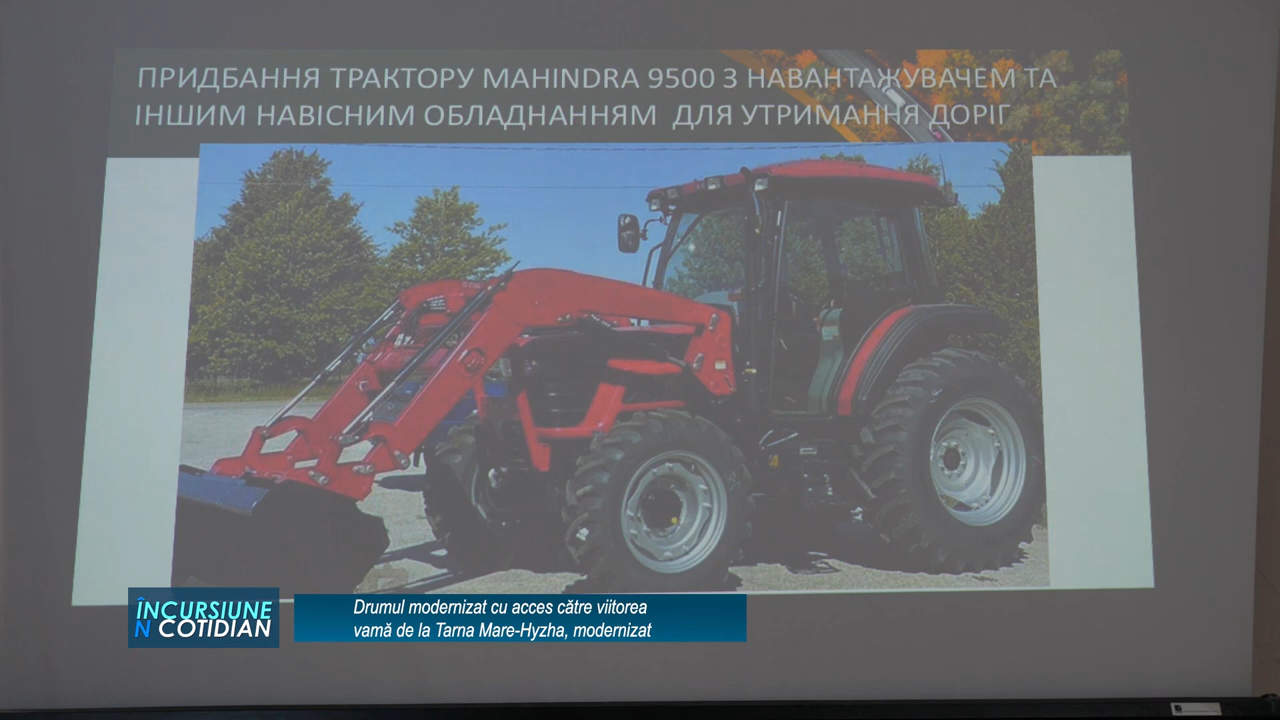 ПРИДБАННЯ ТРАКТОРУ MAHINDRA 9500 З НАВАНТАЖУВАЧЕМ ТА
ІНШИМ НАВІСНИМ ОБЛАДНАННЯМ ДЛЯ УТРИМАННЯ ДОРІГ
ÎNCURSIUNE
N COTIDIAN
Drumul modernizat cu acces către viitorea
vamă de la Tarna Mare-Hyzha, modernizat